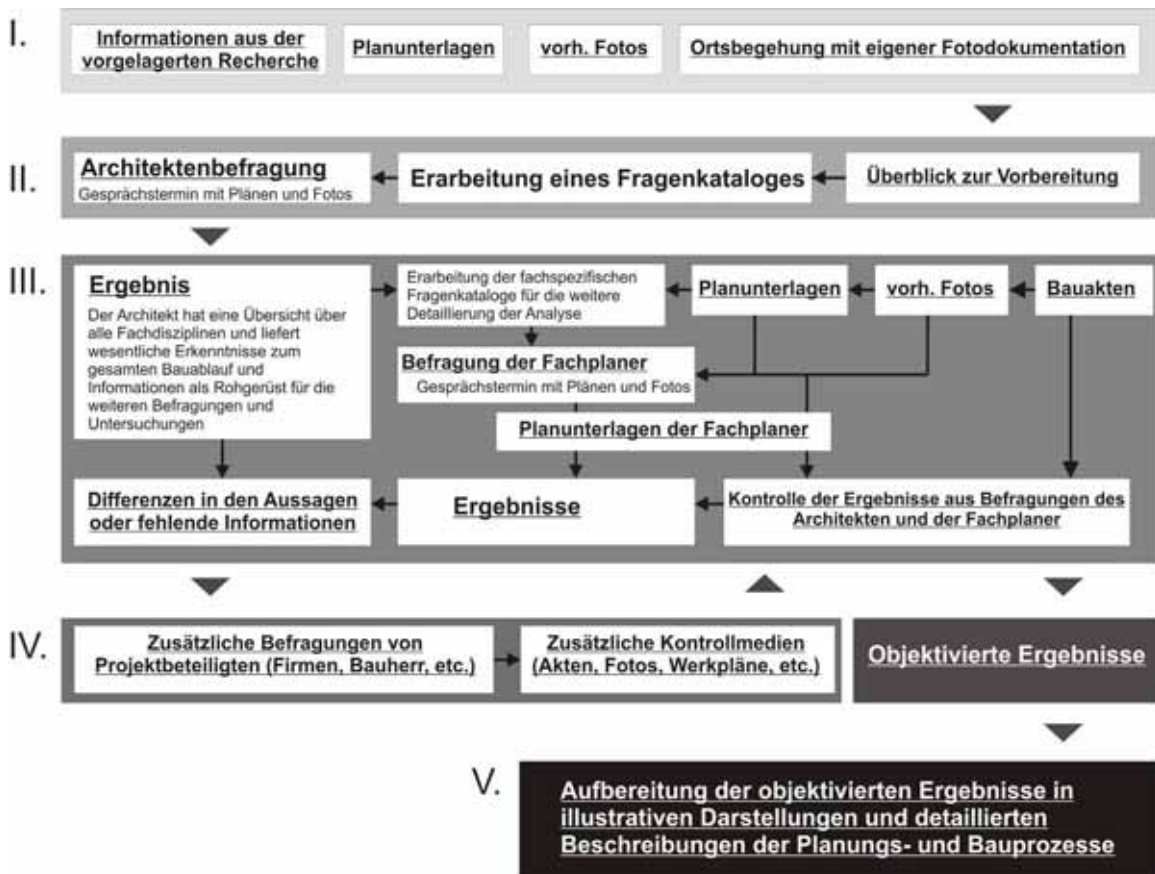 I.
Informationen aus der
vorgelagerten Recherche
Planunterlagen
vorh. Fotos
Ortsbegehung mit eigener Fotodokumentation
II.
Architektenbefragung
Gesprächstermin mit Plänen und Fotos
Erarbeitung eines Fragenkataloges
Überblick zur Vorbereitung
III.
Ergebnis
Der Architekt hat eine Übersicht über
alle Fachdisziplinen und liefert
wesentliche Erkenntnisse zum
gesamten Bauablauf und
Informationen als Rohgerüst für die
weiteren Befragungen und
Untersuchungen
Erarbeitung der fachspezifischen
Fragenkataloge für die weitere
Detaillierung der Analyse
Planunterlagen
vorh. Fotos
Bauakten
Befragung der Fachplaner
Gesprächstermin mit Plänen und Fotos
Planunterlagen der Fachplaner
Differenzen in den Aussagen
oder fehlende Informationen
Ergebnisse
Kontrolle der Ergebnisse aus Befragungen des
Architekten und der Fachplaner
IV.
Zusätzliche Befragungen von
Projektbeteiligten (Firmen, Bauherr, etc.)
Zusätzliche Kontrollmedien
(Akten, Fotos, Werkpläne, etc.)
Objektivierte Ergebnisse
V.
Aufbereitung der objektivierten Ergebnisse in
illustrativen Darstellungen und detaillierten
Beschreibungen der Planungs- und Bauprozesse